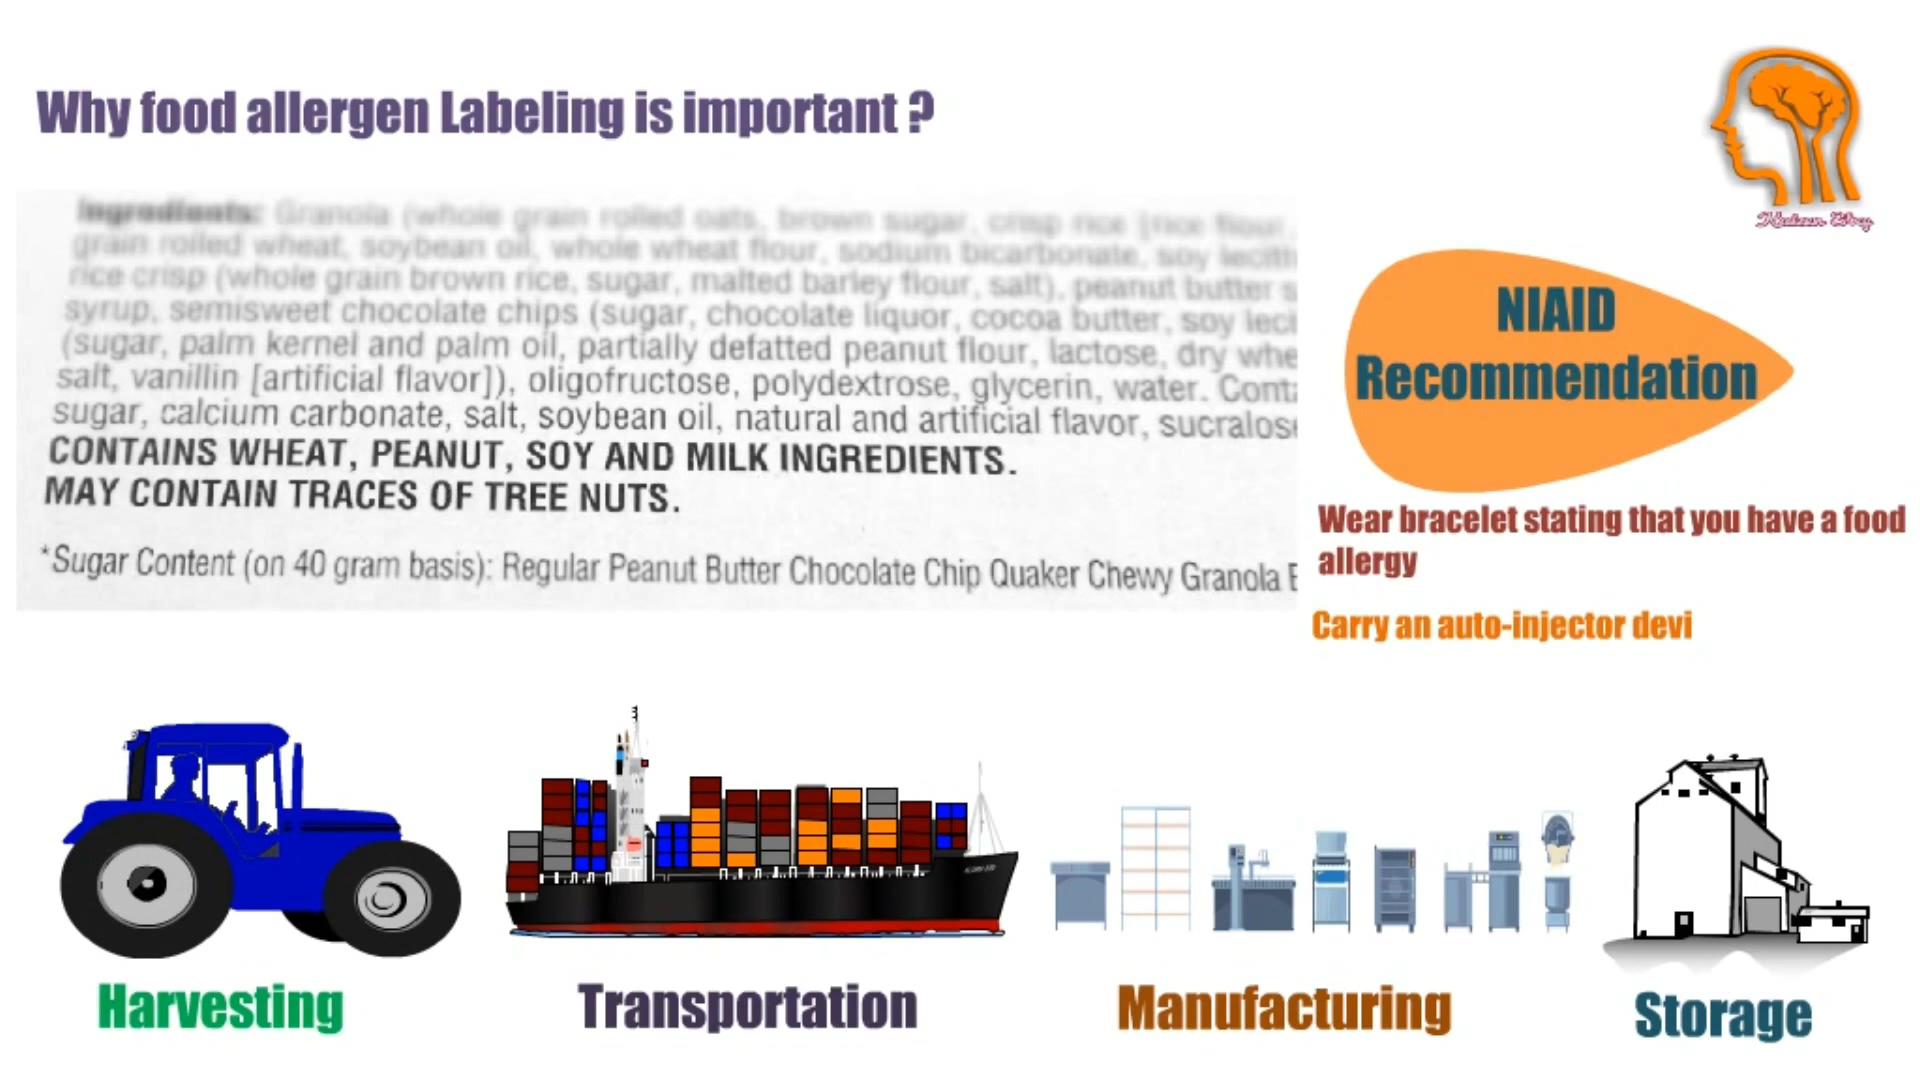 Why food allergen Labeling is important ?
Ingredients: Granola (whole grain rolled oats, brown sugar, crisp rice [rice flour,
grain rolled wheat, soybean oil, whole wheat flour, sodium bicarbonate, soy lecith
rice crisp (whole grain brown rice, sugar, malted barley flour, salt), peanut butter s
syrup, semisweet chocolate chips (sugar, chocolate liquor, cocoa butter, soy leci
(sugar, palm kernel and palm oil, partially defatted peanut flour, lactose, dry whe
salt, vanillin [artificial flavor]), oligofructose, polydextrose, glycerin, water. Conta
sugar, calcium carbonate, salt, soybean oil, natural and artificial flavor, sucralose
CONTAINS WHEAT, PEANUT, SOY AND MILK INGREDIENTS.
MAY CONTAIN TRACES OF TREE NUTS.
*Sugar Content (on 40 gram basis): Regular Peanut Butter Chocolate Chip Quaker Chewy Granola B
NIAID
Recommendation
Wear bracelet stating that you have a food
allergy
Carry an auto-injector devi
Harvesting
Transportation
Manufacturing
Storage